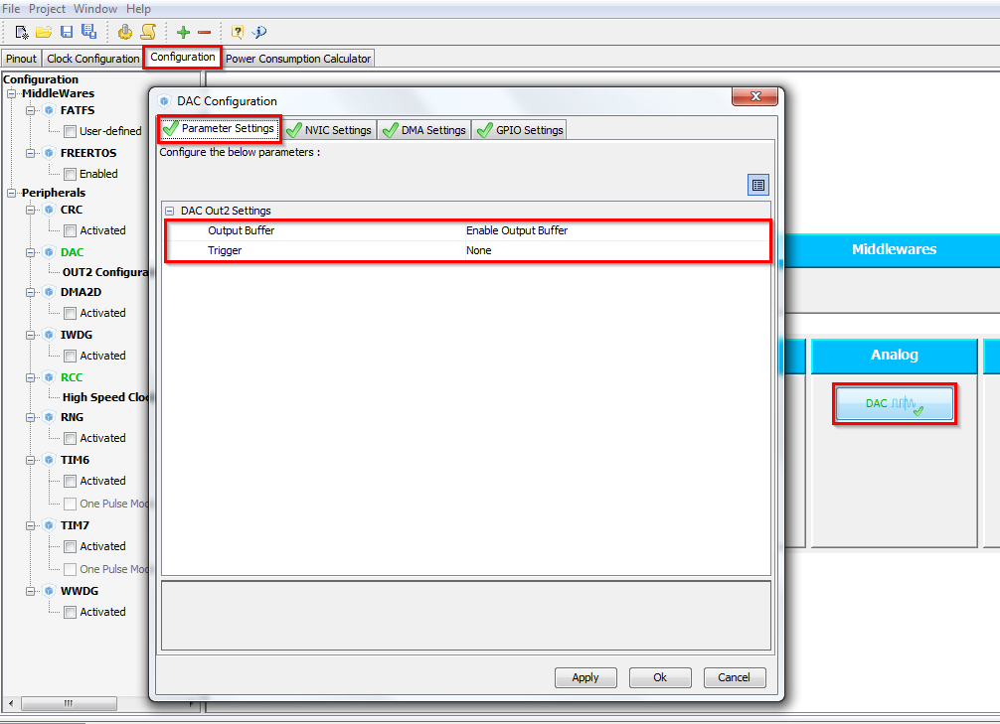 File Project Window Help
Pinout Clock Configuration Configuration Power Consumption Calculator
Configuration
MiddleWares
FATFS
User-defined
FREERTOS
Enabled
Peripherals
CRC
Activated
DAC
OUT2 Configura
DMA2D
Activated
IWDG
Activated
RCC
High Speed Cloc
RNG
Activated
TIM6
Activated
One Pulse Mod
TIM7
Activated
One Pulse Mod
WWDG
Activated
DAC Configuration
Parameter Settings NVIC Settings DMA Settings GPIO Settings
Configure the below parameters :
DAC Out2 Settings
Output Buffer Enable Output Buffer
Trigger None
Apply Ok Cancel
Middlewares
Analog
DAC